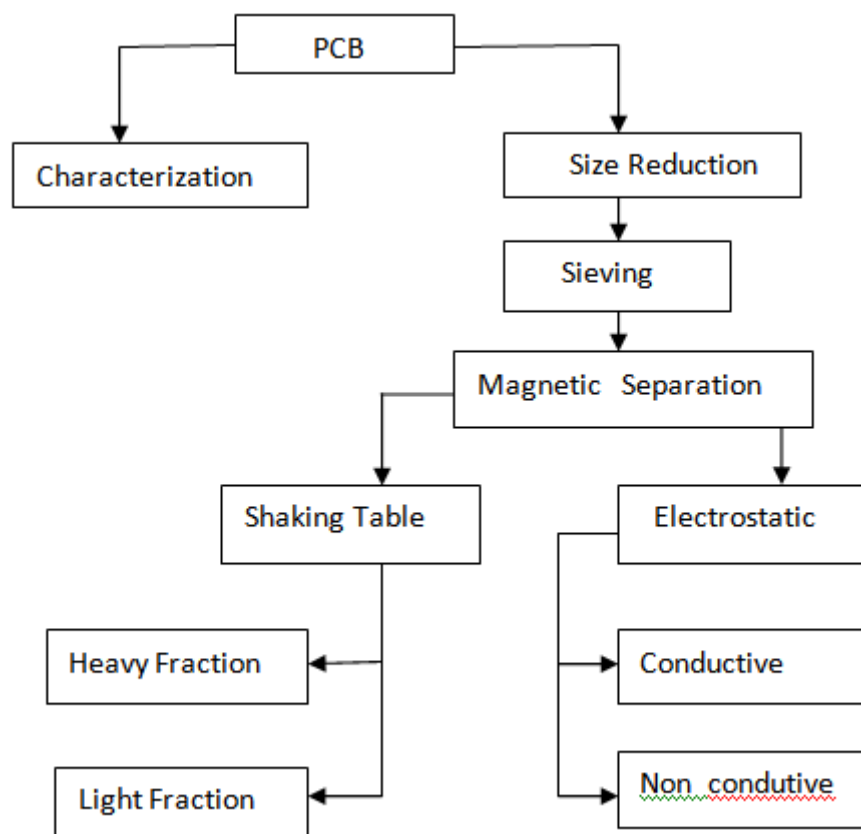 PCB
Characterization
Size Reduction
Sieving
Magnetic Separation
Shaking Table
Electrostatic
Heavy Fraction
Conductive
Light Fraction
Non condutive